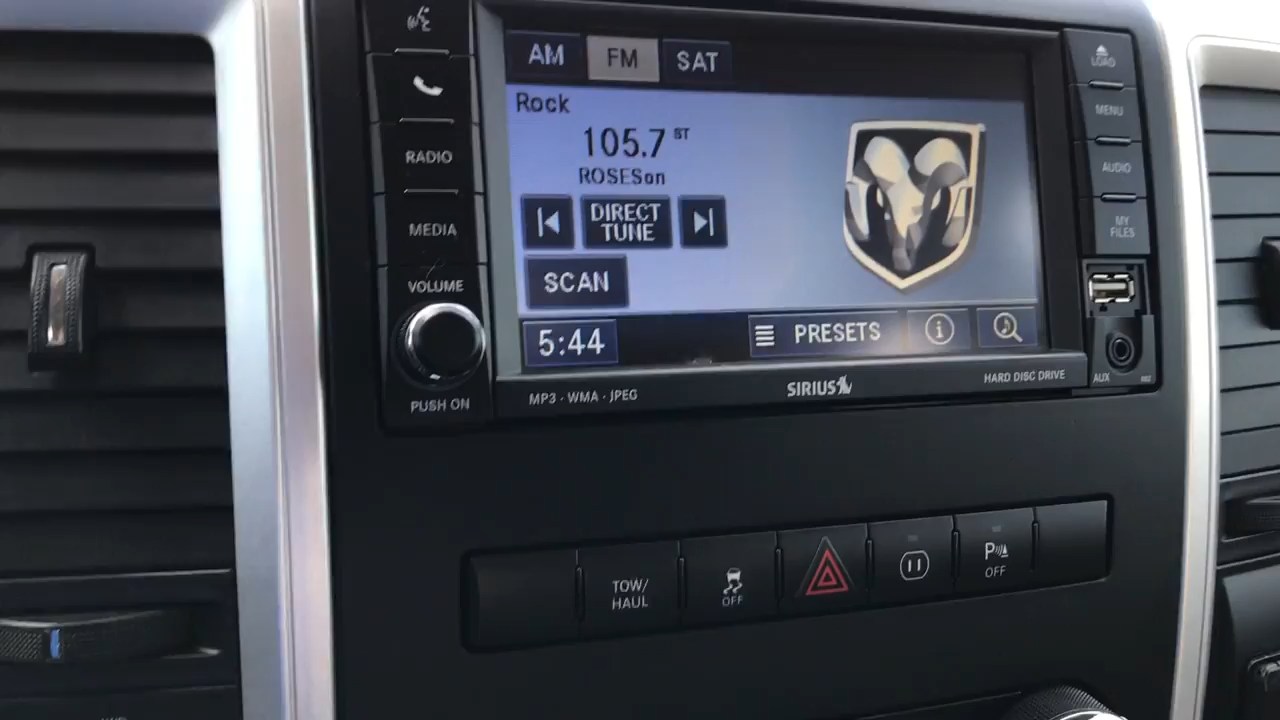 AM FM SAT
Rock
105.7 ST
ROSESon
DIRECT
TUNE
SCAN
5:44
PRESETS
RADIO
MEDIA
VOLUME
PUSH ON
LOAD
MENU
AUDIO
MY
FILES
AUX
MP3 · WMA · JPEG
SIRIUS
HARD DISC DRIVE
TOW/
HAUL
OFF
P
OFF